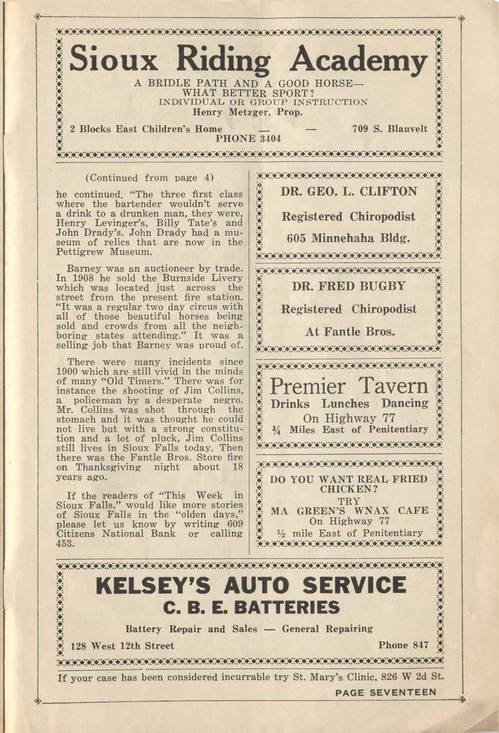 Sioux Riding Academy
A BRIDLE PATH AND A GOOD HORSE—
WHAT BETTER SPORT?
INDIVIDUAL OR GROUP INSTRUCTION
Henry Metzger, Prop.
2 Blocks East Children's Home — — 709 S. Blauvelt
PHONE 3404
(Continued from page 4)
he continued, "The three first class
where the bartender wouldn't serve
a drink to a drunken man, they were,
Henry Levinger's, Billy Tate's and
John Drady's. John Drady had a mu-
seum of relics that are now in the
Pettigrew Museum.
Barney was an auctioneer by trade.
In 1908 he sold the Burnside Livery
which was located just across the
street from the present fire station.
"It was a regular two day circus with
all of those beautiful horses being
sold and crowds from all the neigh-
boring states attending." It was a
selling job that Barney was proud of.
There were many incidents since
1900 which are still vivid in the minds
of many "Old Timers." There was for
instance the shooting of Jim Collins,
a policeman by a desperate negro.
Mr. Collins was shot through the
stomach and it was thought he could
not live but with a strong constitu-
tion and a lot of pluck, Jim Collins
still lives in Sioux Falls today. Then
there was the Fantle Bros. Store fire
on Thanksgiving night about 18
years ago.
If the readers of "This Week in
Sioux Falls," would like more stories
of Sioux Falls in the "olden days,"
please let us know by writing 609
Citizens National Bank or calling
453.
DR. GEO. L. CLIFTON
Registered Chiropodist
605 Minnehaha Bldg.
DR. FRED BUGBY
Registered Chiropodist
At Fantle Bros.
Premier Tavern
Drinks Lunches Dancing
On Highway 77
¾ Miles East of Penitentiary
DO YOU WANT REAL FRIED
CHICKEN?
TRY
MA GREEN'S WNAX CAFE
On Highway 77
½ mile East of Penitentiary
KELSEY'S AUTO SERVICE
C. B. E. BATTERIES
Battery Repair and Sales — General Repairing
128 West 12th Street Phone 847
If your case has been considered incurrable try St. Mary's Clinic, 826 W 2d St.
PAGE SEVENTEEN